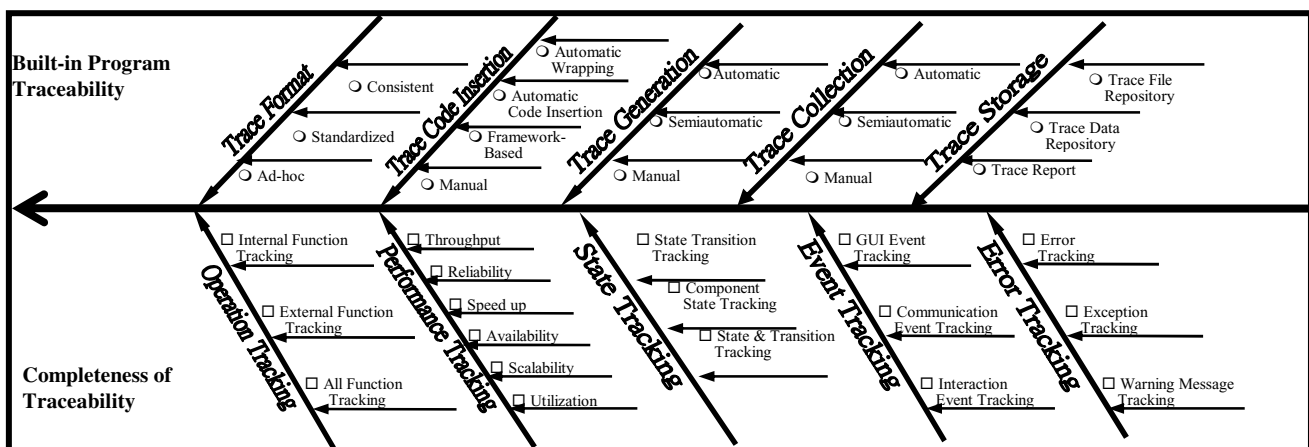 Built-in Program
Traceability
Trace Format
Consistent
Standardized
Ad-hoc
Trace Code Insertion
Automatic
Wrapping
Automatic
Code Insertion
Framework-
Based
Manual
Trace Generation
Automatic
Semiautomatic
Manual
Trace Collection
Automatic
Semiautomatic
Manual
Trace Storage
Trace File
Repository
Trace Data
Repository
Trace Report
Completeness of
Traceability
Operation Tracking
Internal Function
Tracking
External Function
Tracking
All Function
Tracking
Performance Tracking
Throughput
Reliability
Speed up
Availability
Scalability
Utilization
State Tracking
State Transition
Tracking
Component
State Tracking
State & Transition
Tracking
Event Tracking
GUI Event
Tracking
Communication
Event Tracking
Interaction
Event Tracking
Error Tracking
Error
Tracking
Exception
Tracking
Warning Message
Tracking